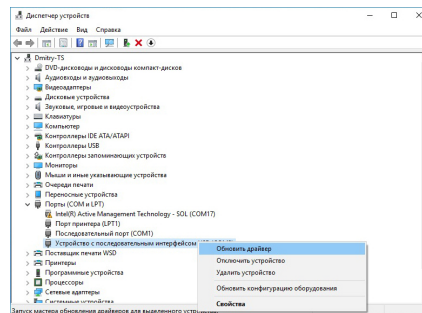 Диспетчер устройств
Файл Действие Вид Справка
Dmitry-TS
DVD-дисководы и дисководы компакт-дисков
Аудиовходы и аудиовыходы
Видеоадаптеры
Дисковые устройства
Звуковые, игровые и видеоустройства
Клавиатуры
Компьютер
Контроллеры IDE ATA/ATAPI
Контроллеры USB
Контроллеры запоминающих устройств
Мониторы
Мыши и иные указывающие устройства
Очереди печати
Переносные устройства
Порты (COM и LPT)
Intel(R) Active Management Technology - SOL (COM17)
Порт принтера (LPT1)
Последовательный порт (COM1)
Устройство с последовательным интерфейсом
Поставщик печати WSD
Принтеры
Программные устройства
Процессоры
Сетевые адаптеры
Системные устройства
Обновить драйвер
Отключить устройство
Удалить устройство
Обновить конфигурацию оборудования
Свойства
Запуск мастера обновления драйверов для выделенного устройства.